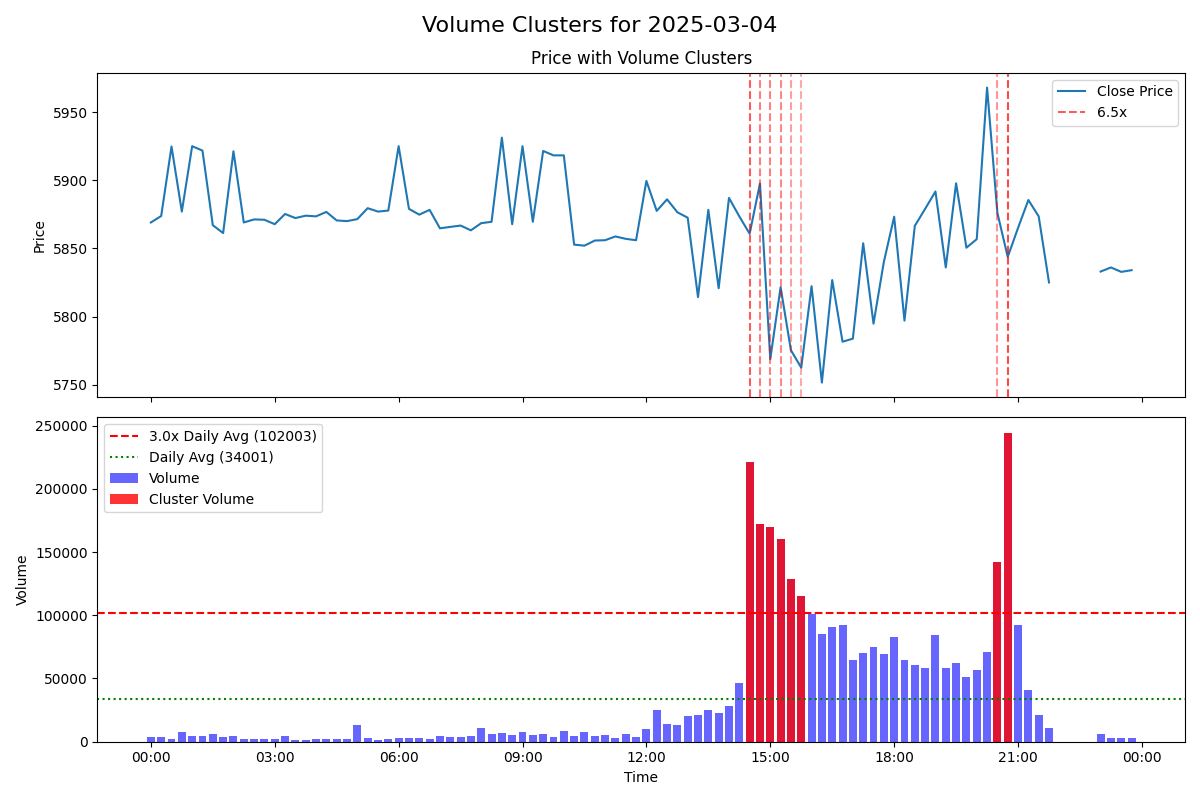 Volume Clusters for 2025-03-04
Price with Volume Clusters
Price
5950
5900
5850
5800
5750
Close Price
6.5x
Volume
250000
200000
150000
100000
50000
0
3.0x Daily Avg (102003)
Daily Avg (34001)
Volume
Cluster Volume
00:00 03:00 06:00 09:00 12:00 15:00 18:00 21:00 00:00
Time